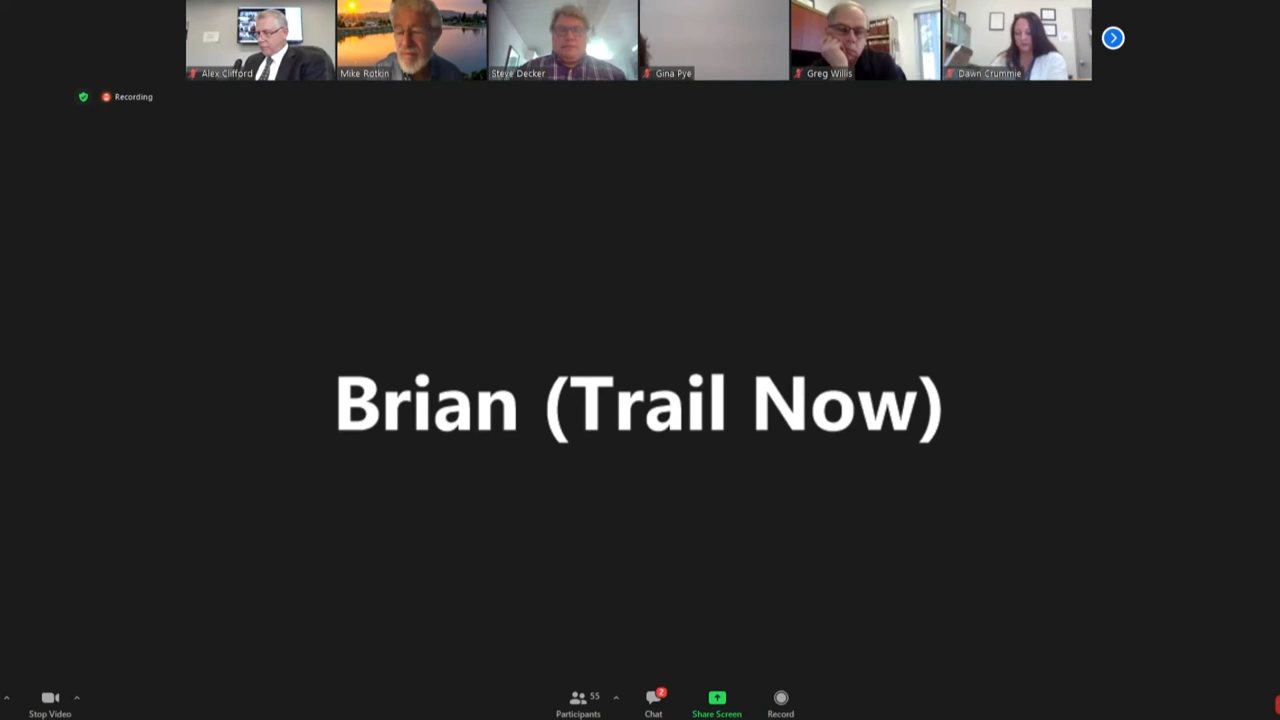 Alex Clifford
Mike Rotkin
Steve Decker
Gina Pye
Greg Willis
Dawn Crummie
Recording
Brian (Trail Now)
Stop Video
55
Participants
2
Chat
Share Screen
Record